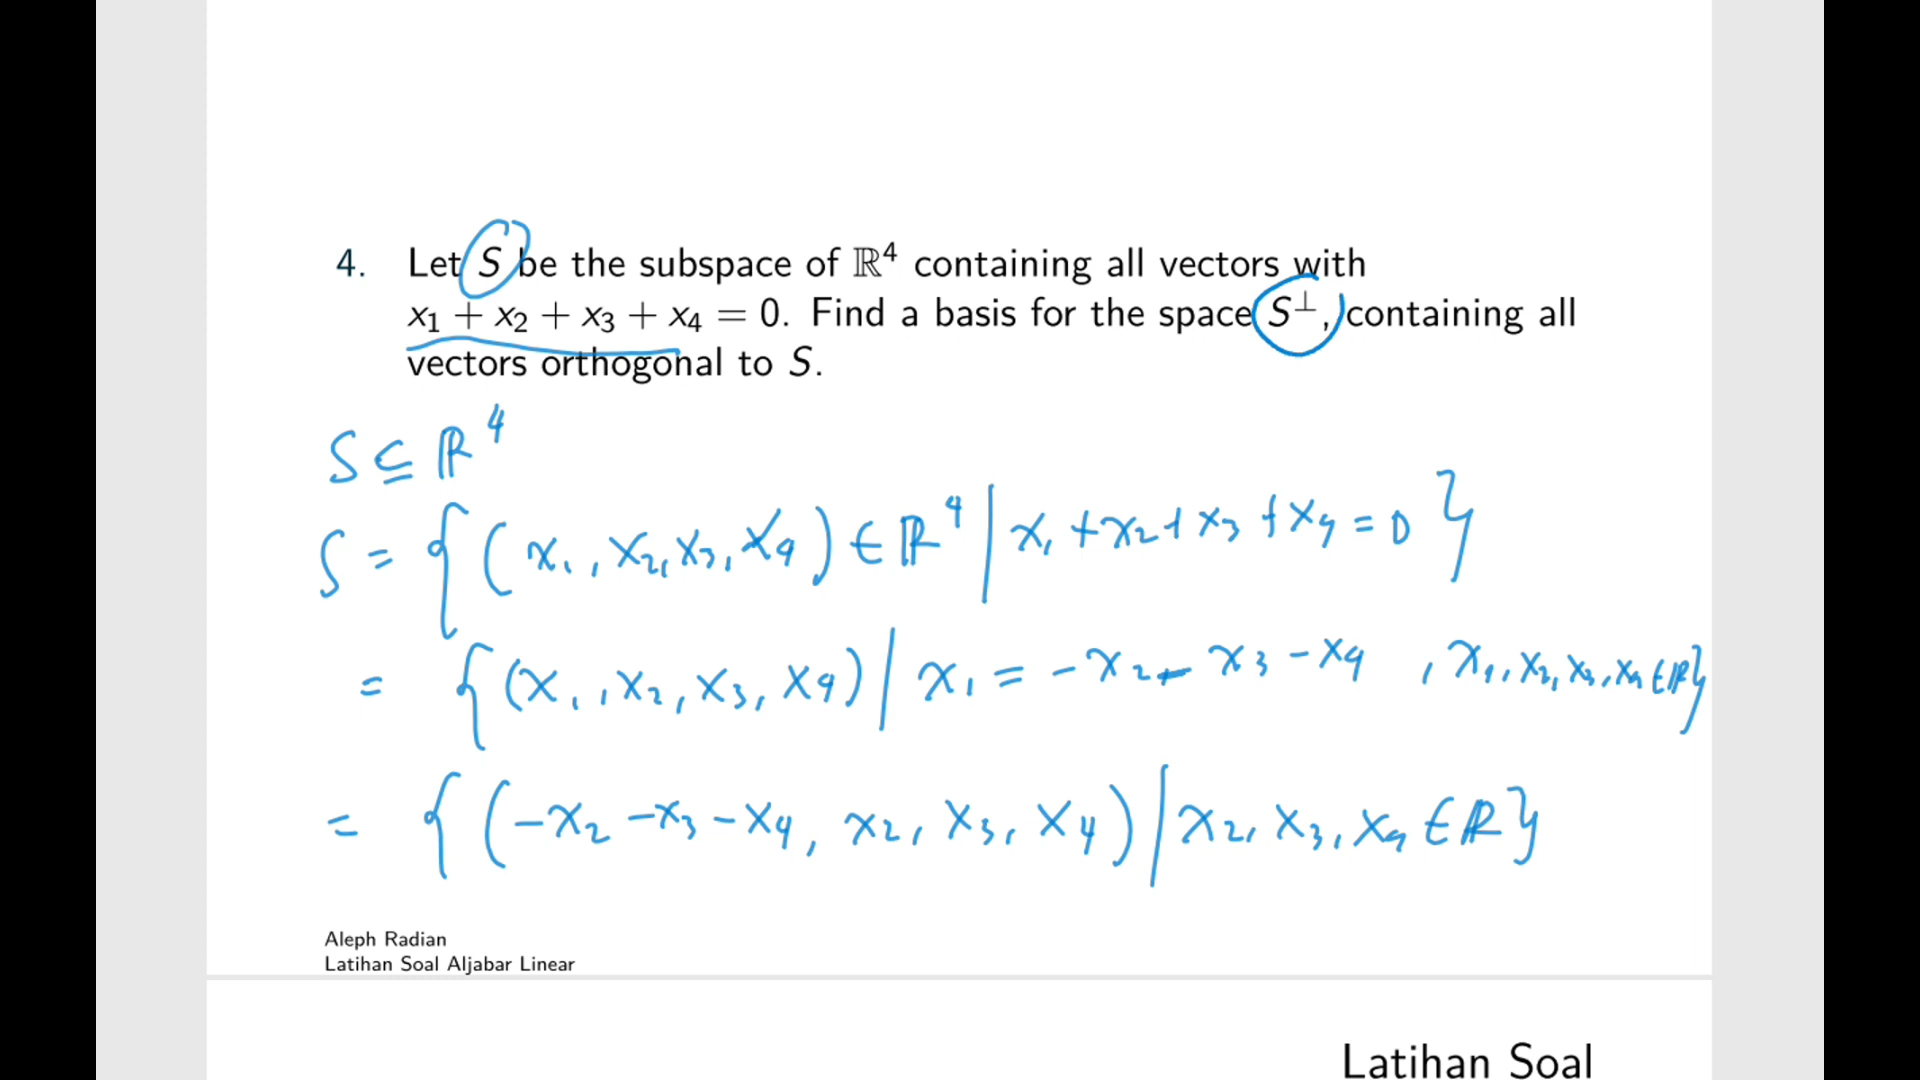 4. Let S be the subspace of ℝ⁴ containing all vectors with
x₁ + x₂ + x₃ + x₄ = 0. Find a basis for the space S⊥, containing all
vectors orthogonal to S.
S ⊆ ℝ⁴
S = { (x₁, x₂, x₃, x₄) ∈ ℝ⁴ | x₁ + x₂ + x₃ + x₄ = 0 }
= { (x₁, x₂, x₃, x₄) | x₁ = -x₂ - x₃ - x₄ , x₁, x₂, x₃, x₄ ∈ ℝ }
= { (-x₂ - x₃ - x₄, x₂, x₃, x₄) | x₂, x₃, x₄ ∈ ℝ }
Aleph Radian
Latihan Soal Aljabar Linear
Latihan Soal